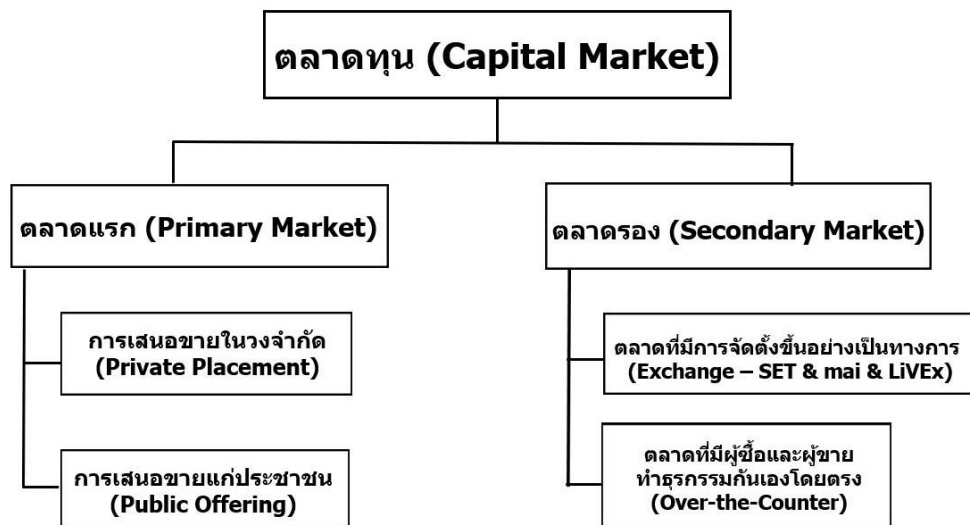 ตลาดทุน (Capital Market)
ตลาดแรก (Primary Market)
การเสนอขายในวงจำกัด
(Private Placement)
การเสนอขายแก่ประชาชน
(Public Offering)
ตลาดรอง (Secondary Market)
ตลาดที่มีการจัดตั้งขึ้นอย่างเป็นทางการ
(Exchange – SET & mai & LiVEx)
ตลาดที่มีผู้ซื้อและผู้ขาย
ทำธุรกรรมกันเองโดยตรง
(Over-the-Counter)